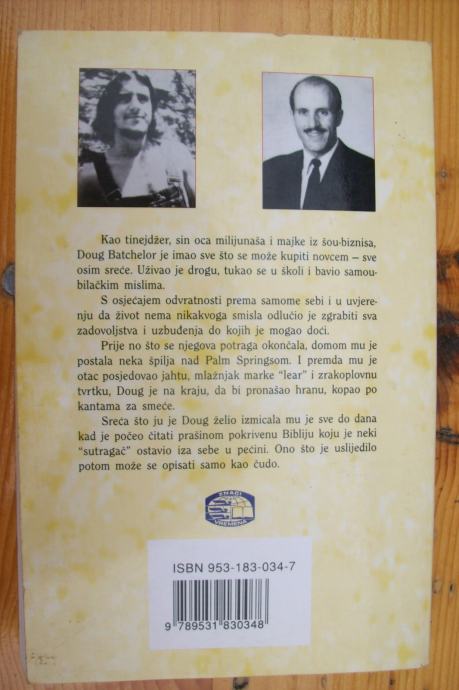 Kao tinejdžer, sin oca milijunaša i majke iz šou-biznisa,
Doug Batchelor je imao sve što se može kupiti novcem – sve
osim sreće. Uživao je drogu, tukao se u školi i bavio samou-
bilačkim mislima.
S osjećajem odvratnosti prema samome sebi i u uvjere-
nju da život nema nikakvoga smisla odlučio je zgrabiti sva
zadovoljstva i uzbuđenja do kojih je mogao doći.
Prije no što se njegova potraga okončala, domom mu je
postala neka špilja nad Palm Springsom. I premda mu je
otac posjedovao jahtu, mlažnjak marke “lear” i zrakoplovnu
tvrtku, Doug je na kraju, da bi pronašao hranu, kopao po
kantama za smeće.
Sreća što ju je Doug želio izmicala mu je sve do dana
kad je počeo čitati prašinom pokrivenu Bibliju koju je neki
“sutragač” ostavio iza sebe u pećini. Ono što je uslijedilo
potom može se opisati samo kao čudo.
ZNACI
VREMENA
ISBN 953-183-034-7
9 789531 830348